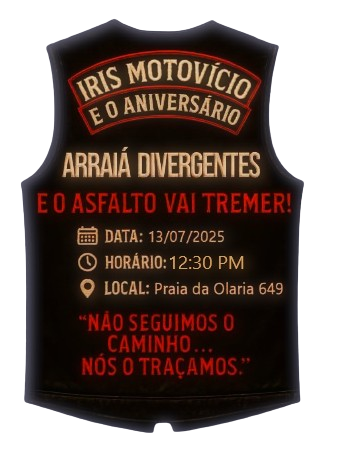 IRIS MOTOVÍCIO
E O ANIVERSÁRIO
ARRAIÁ DIVERGENTES
E O ASFALTO VAI TREMER!
DATA: 13/07/2025
HORÁRIO: 12:30 PM
LOCAL: Praia da Olaria 649
“NÃO SEGUIMOS O
CAMINHO...
NÓS O TRAÇAMOS.”